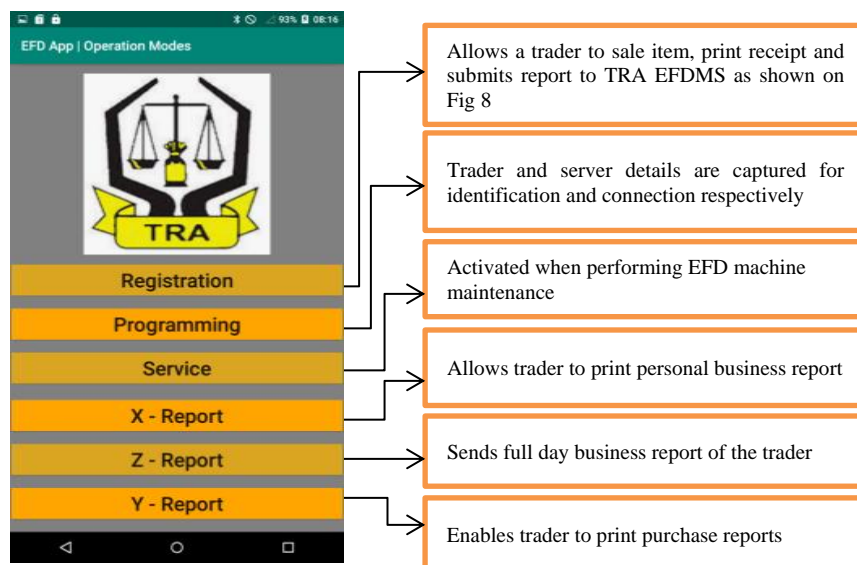 93% 08:16
EFD App | Operation Modes
TRA
Registration
Programming
Service
X - Report
Z - Report
Y - Report
Allows a trader to sale item, print receipt and
submits report to TRA EFDMS as shown on
Fig 8
Trader and server details are captured for
identification and connection respectively
Activated when performing EFD machine
maintenance
Allows trader to print personal business report
Sends full day business report of the trader
Enables trader to print purchase reports